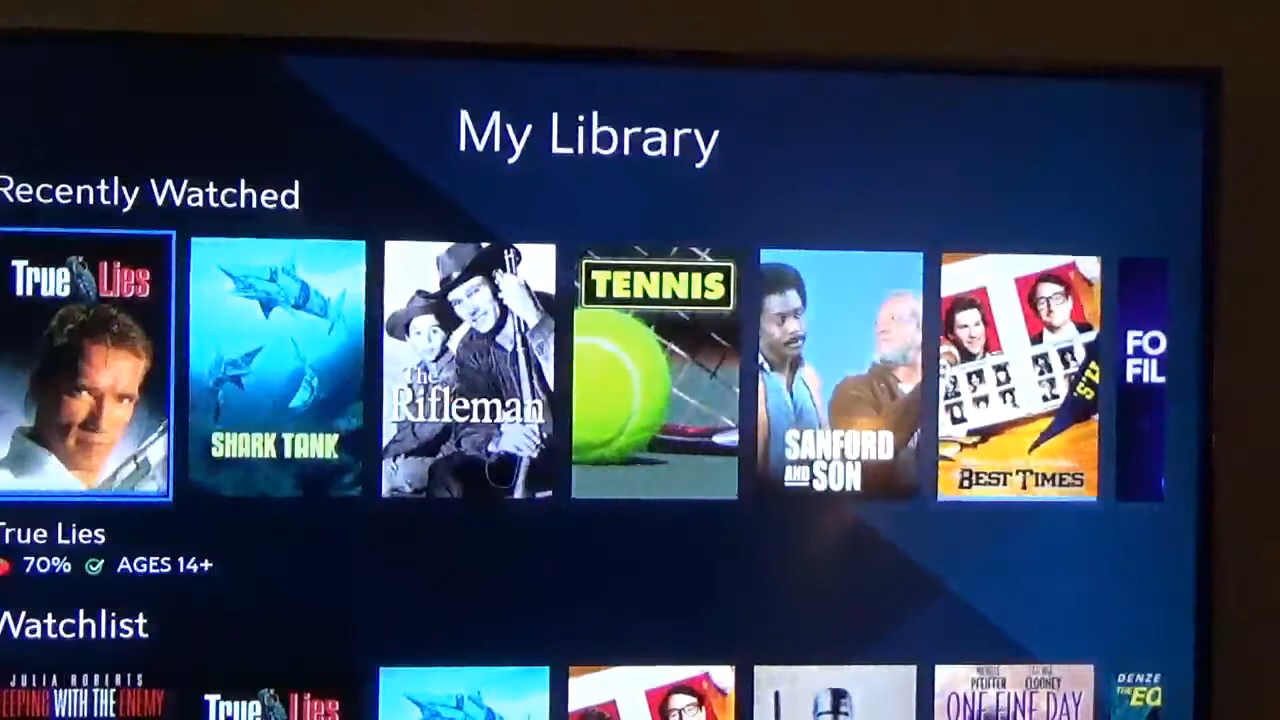 My Library
Recently Watched
True Lies
SHARK TANK
The
Rifleman
TENNIS
SANFORD
AND SON
BEST TIMES
FO
FIL
True Lies
70% AGES 14+
Watchlist
JULIA ROBERTS
EEPING WITH THE ENEMY
True Lies
MICHELLE PFEIFFER
CLOONEY
ONE FINE DAY
DENZE
THE EQ